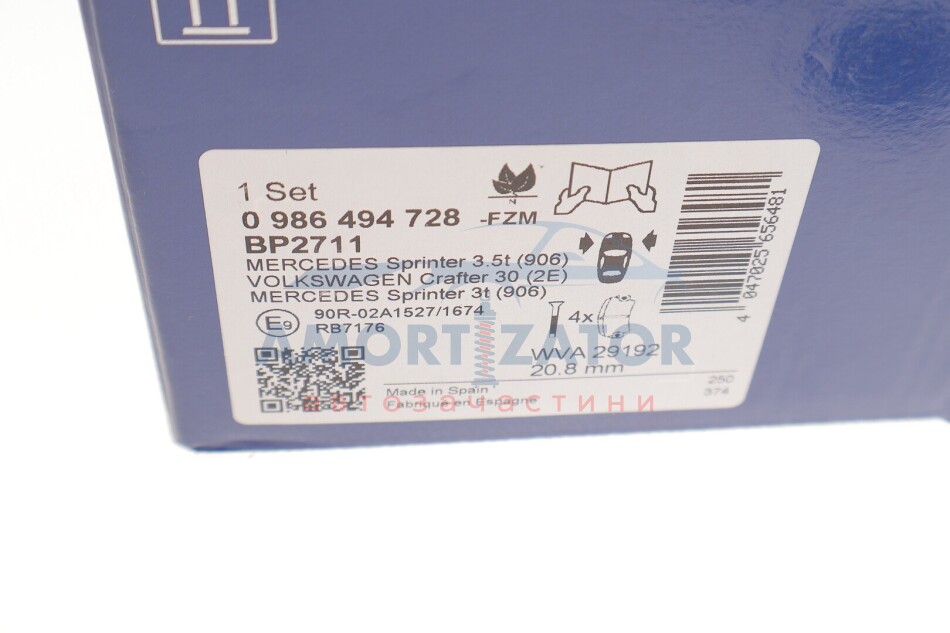 1 Set
0 986 494 728 -FZM
BP2711
MERCEDES Sprinter 3.5t (906)
VOLKSWAGEN Crafter 30 (2E)
MERCEDES Sprinter 3t (906)
E9
90R-02A1527/1674
RB7176
N
4x
WVA 29192
20.8 mm
Made in Spain
Fabriqué en Espagne
250
374
4 047025 656481
AMORTIZATOR
автозапчастини